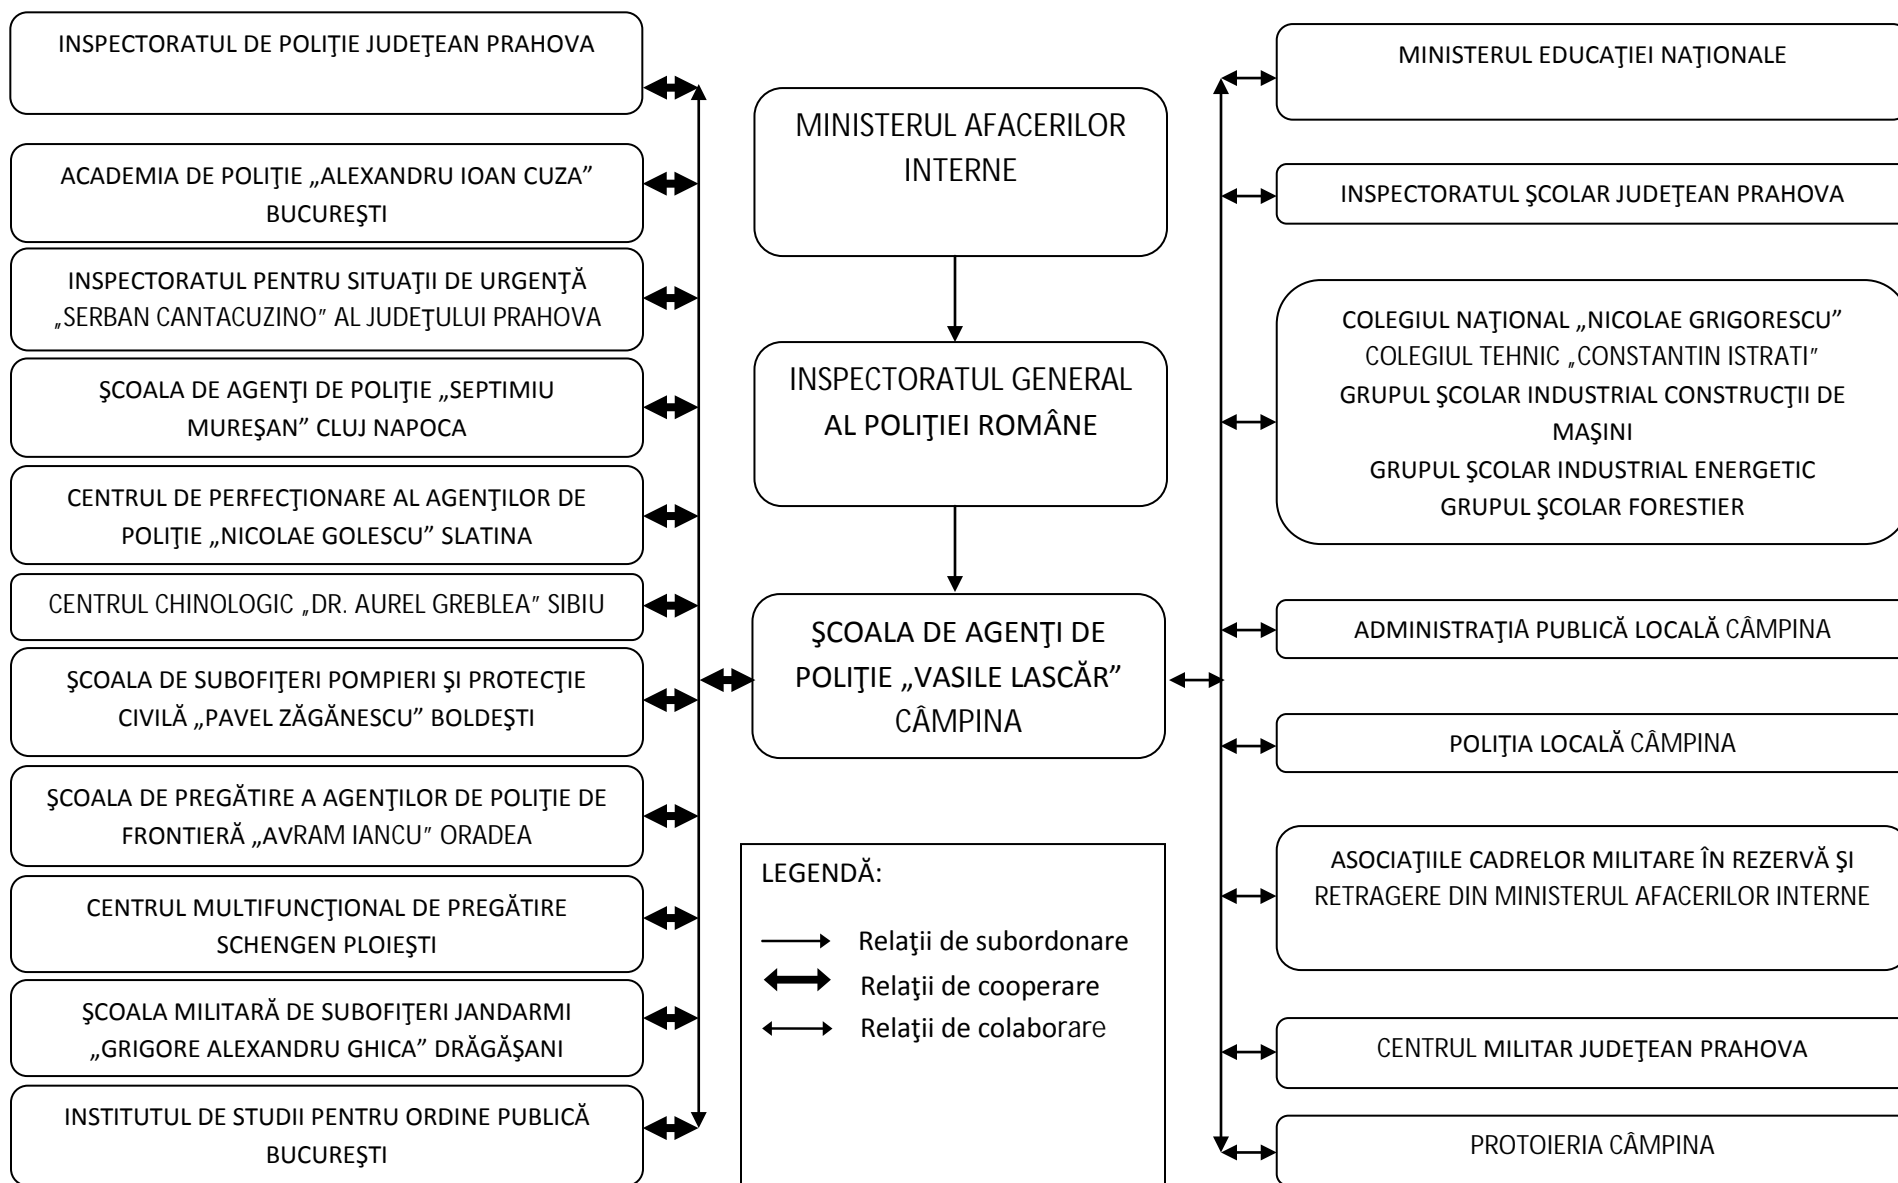 INSPECTORATUL DE POLIŢIE JUDEŢEAN PRAHOVA
ACADEMIA DE POLIŢIE „ALEXANDRU IOAN CUZA”
BUCUREŞTI
INSPECTORATUL PENTRU SITUAŢII DE URGENŢĂ
„SERBAN CANTACUZINO” AL JUDEŢULUI PRAHOVA
ŞCOALA DE AGENŢI DE POLIŢIE „SEPTIMIU
MUREŞAN” CLUJ NAPOCA
CENTRUL DE PERFECŢIONARE AL AGENŢILOR DE
POLIŢIE „NICOLAE GOLESCU” SLATINA
CENTRUL CHINOLOGIC „DR. AUREL GREBLEA” SIBIU
ŞCOALA DE SUBOFIŢERI POMPIERI ŞI PROTECŢIE
CIVILĂ „PAVEL ZĂGĂNESCU” BOLDEŞTI
ŞCOALA DE PREGĂTIRE A AGENŢILOR DE POLIŢIE DE
FRONTIERĂ „AVRAM IANCU” ORADEA
CENTRUL MULTIFUNCŢIONAL DE PREGĂTIRE
SCHENGEN PLOIEŞTI
ŞCOALA MILITARĂ DE SUBOFIŢERI JANDARMI
„GRIGORE ALEXANDRU GHICA” DRĂGĂŞANI
INSTITUTUL DE STUDII PENTRU ORDINE PUBLICĂ
BUCUREŞTI
MINISTERUL AFACERILOR
INTERNE
INSPECTORATUL GENERAL
AL POLIŢIEI ROMÂNE
ŞCOALA DE AGENŢI DE
POLIŢIE „VASILE LASCĂR”
CÂMPINA
LEGENDĂ:
Relaţii de subordonare
Relaţii de cooperare
Relaţii de colaborare
MINISTERUL EDUCAŢIEI NAŢIONALE
INSPECTORATUL ŞCOLAR JUDEŢEAN PRAHOVA
COLEGIUL NAŢIONAL „NICOLAE GRIGORESCU”
COLEGIUL TEHNIC „CONSTANTIN ISTRATI”
GRUPUL ŞCOLAR INDUSTRIAL CONSTRUCŢII DE
MAŞINI
GRUPUL ŞCOLAR INDUSTRIAL ENERGETIC
GRUPUL ŞCOLAR FORESTIER
ADMINISTRAŢIA PUBLICĂ LOCALĂ CÂMPINA
POLIŢIA LOCALĂ CÂMPINA
ASOCIAŢIILE CADRELOR MILITARE ÎN REZERVĂ ŞI
RETRAGERE DIN MINISTERUL AFACERILOR INTERNE
CENTRUL MILITAR JUDEŢEAN PRAHOVA
PROTOIERIA CÂMPINA